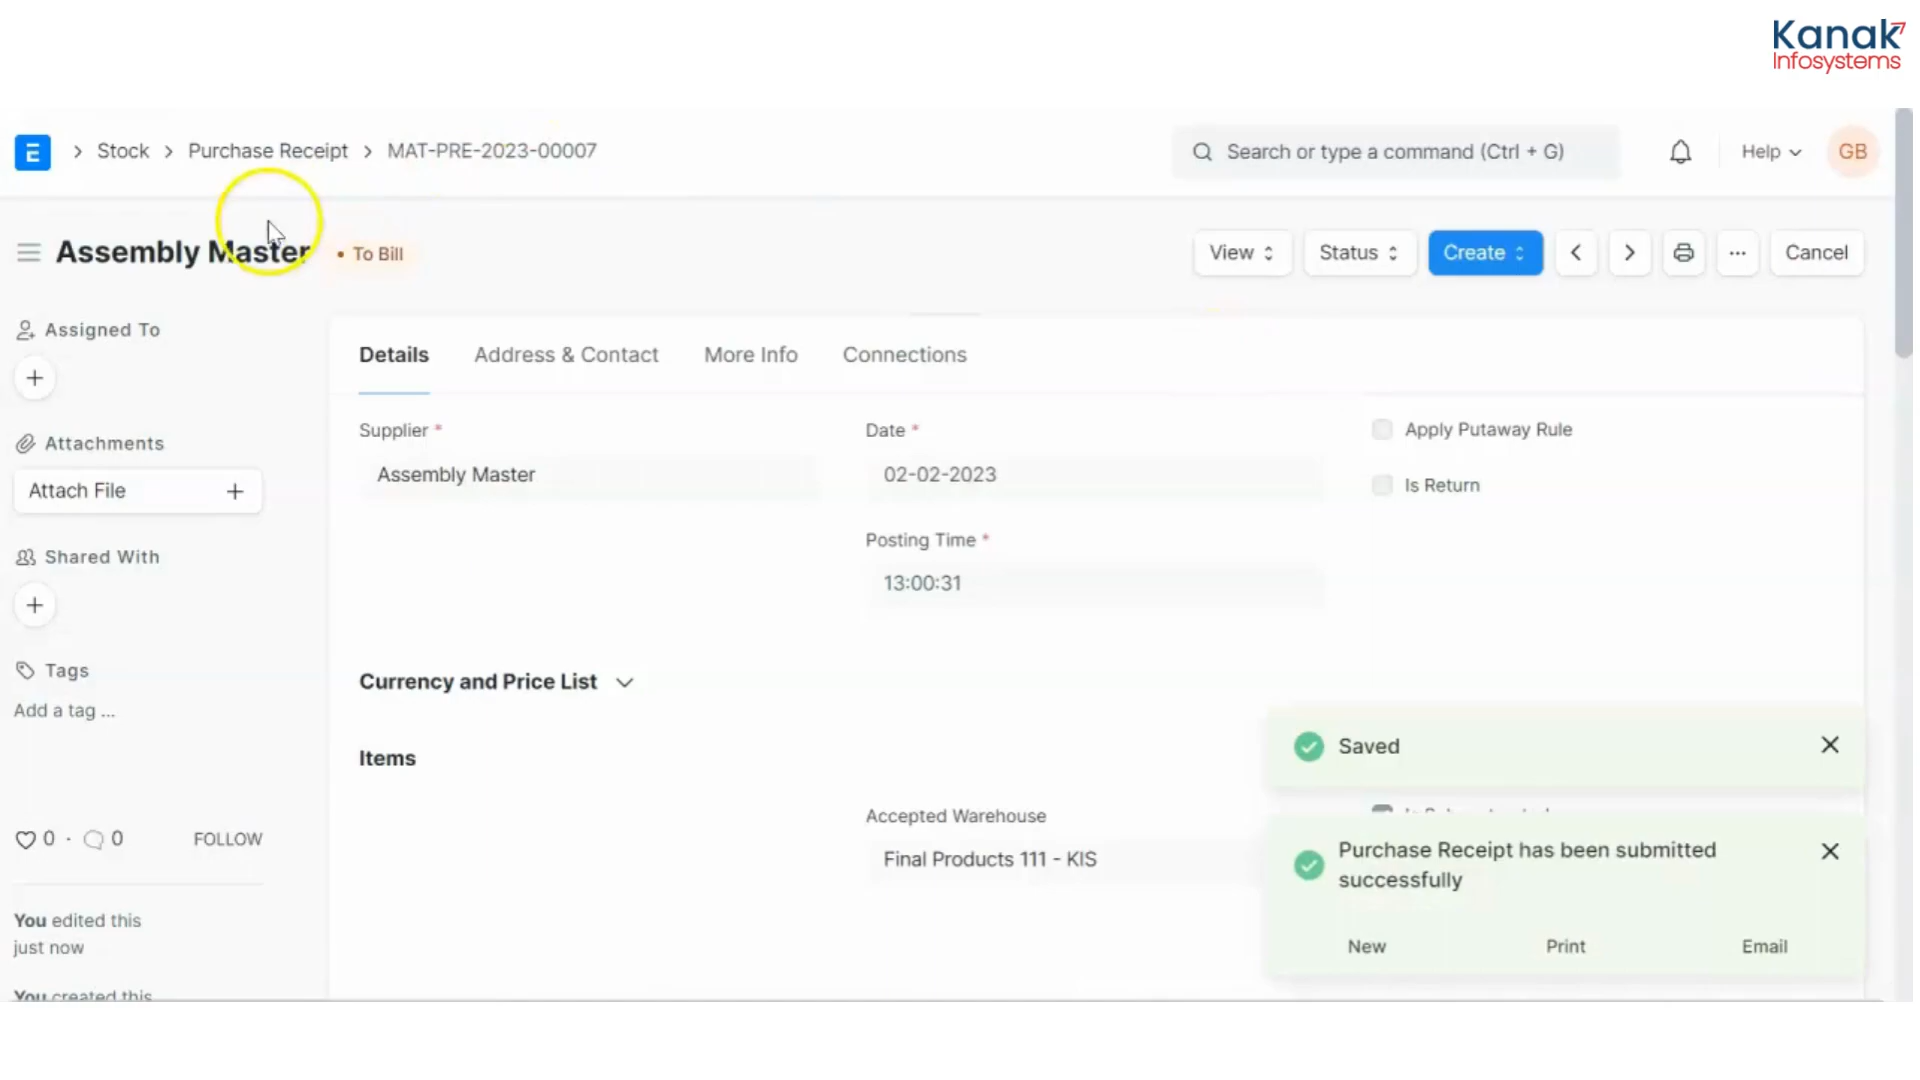 Kanak
Infosystems
E > Stock > Purchase Receipt > MAT-PRE-2023-00007
Search or type a command (Ctrl + G)
Help
GB
Assembly Master • To Bill
View
Status
Create
...
Cancel
Assigned To
+
Attachments
Attach File +
Shared With
+
Tags
Add a tag ...
0 · 0 FOLLOW
You edited this
just now
You created this
Details Address & Contact More Info Connections
Supplier *
Assembly Master
Date *
02-02-2023
Posting Time *
13:00:31
Apply Putaway Rule
Is Return
Currency and Price List
Items
Accepted Warehouse
Final Products 111 - KIS
Saved
Purchase Receipt has been submitted
successfully
New Print Email